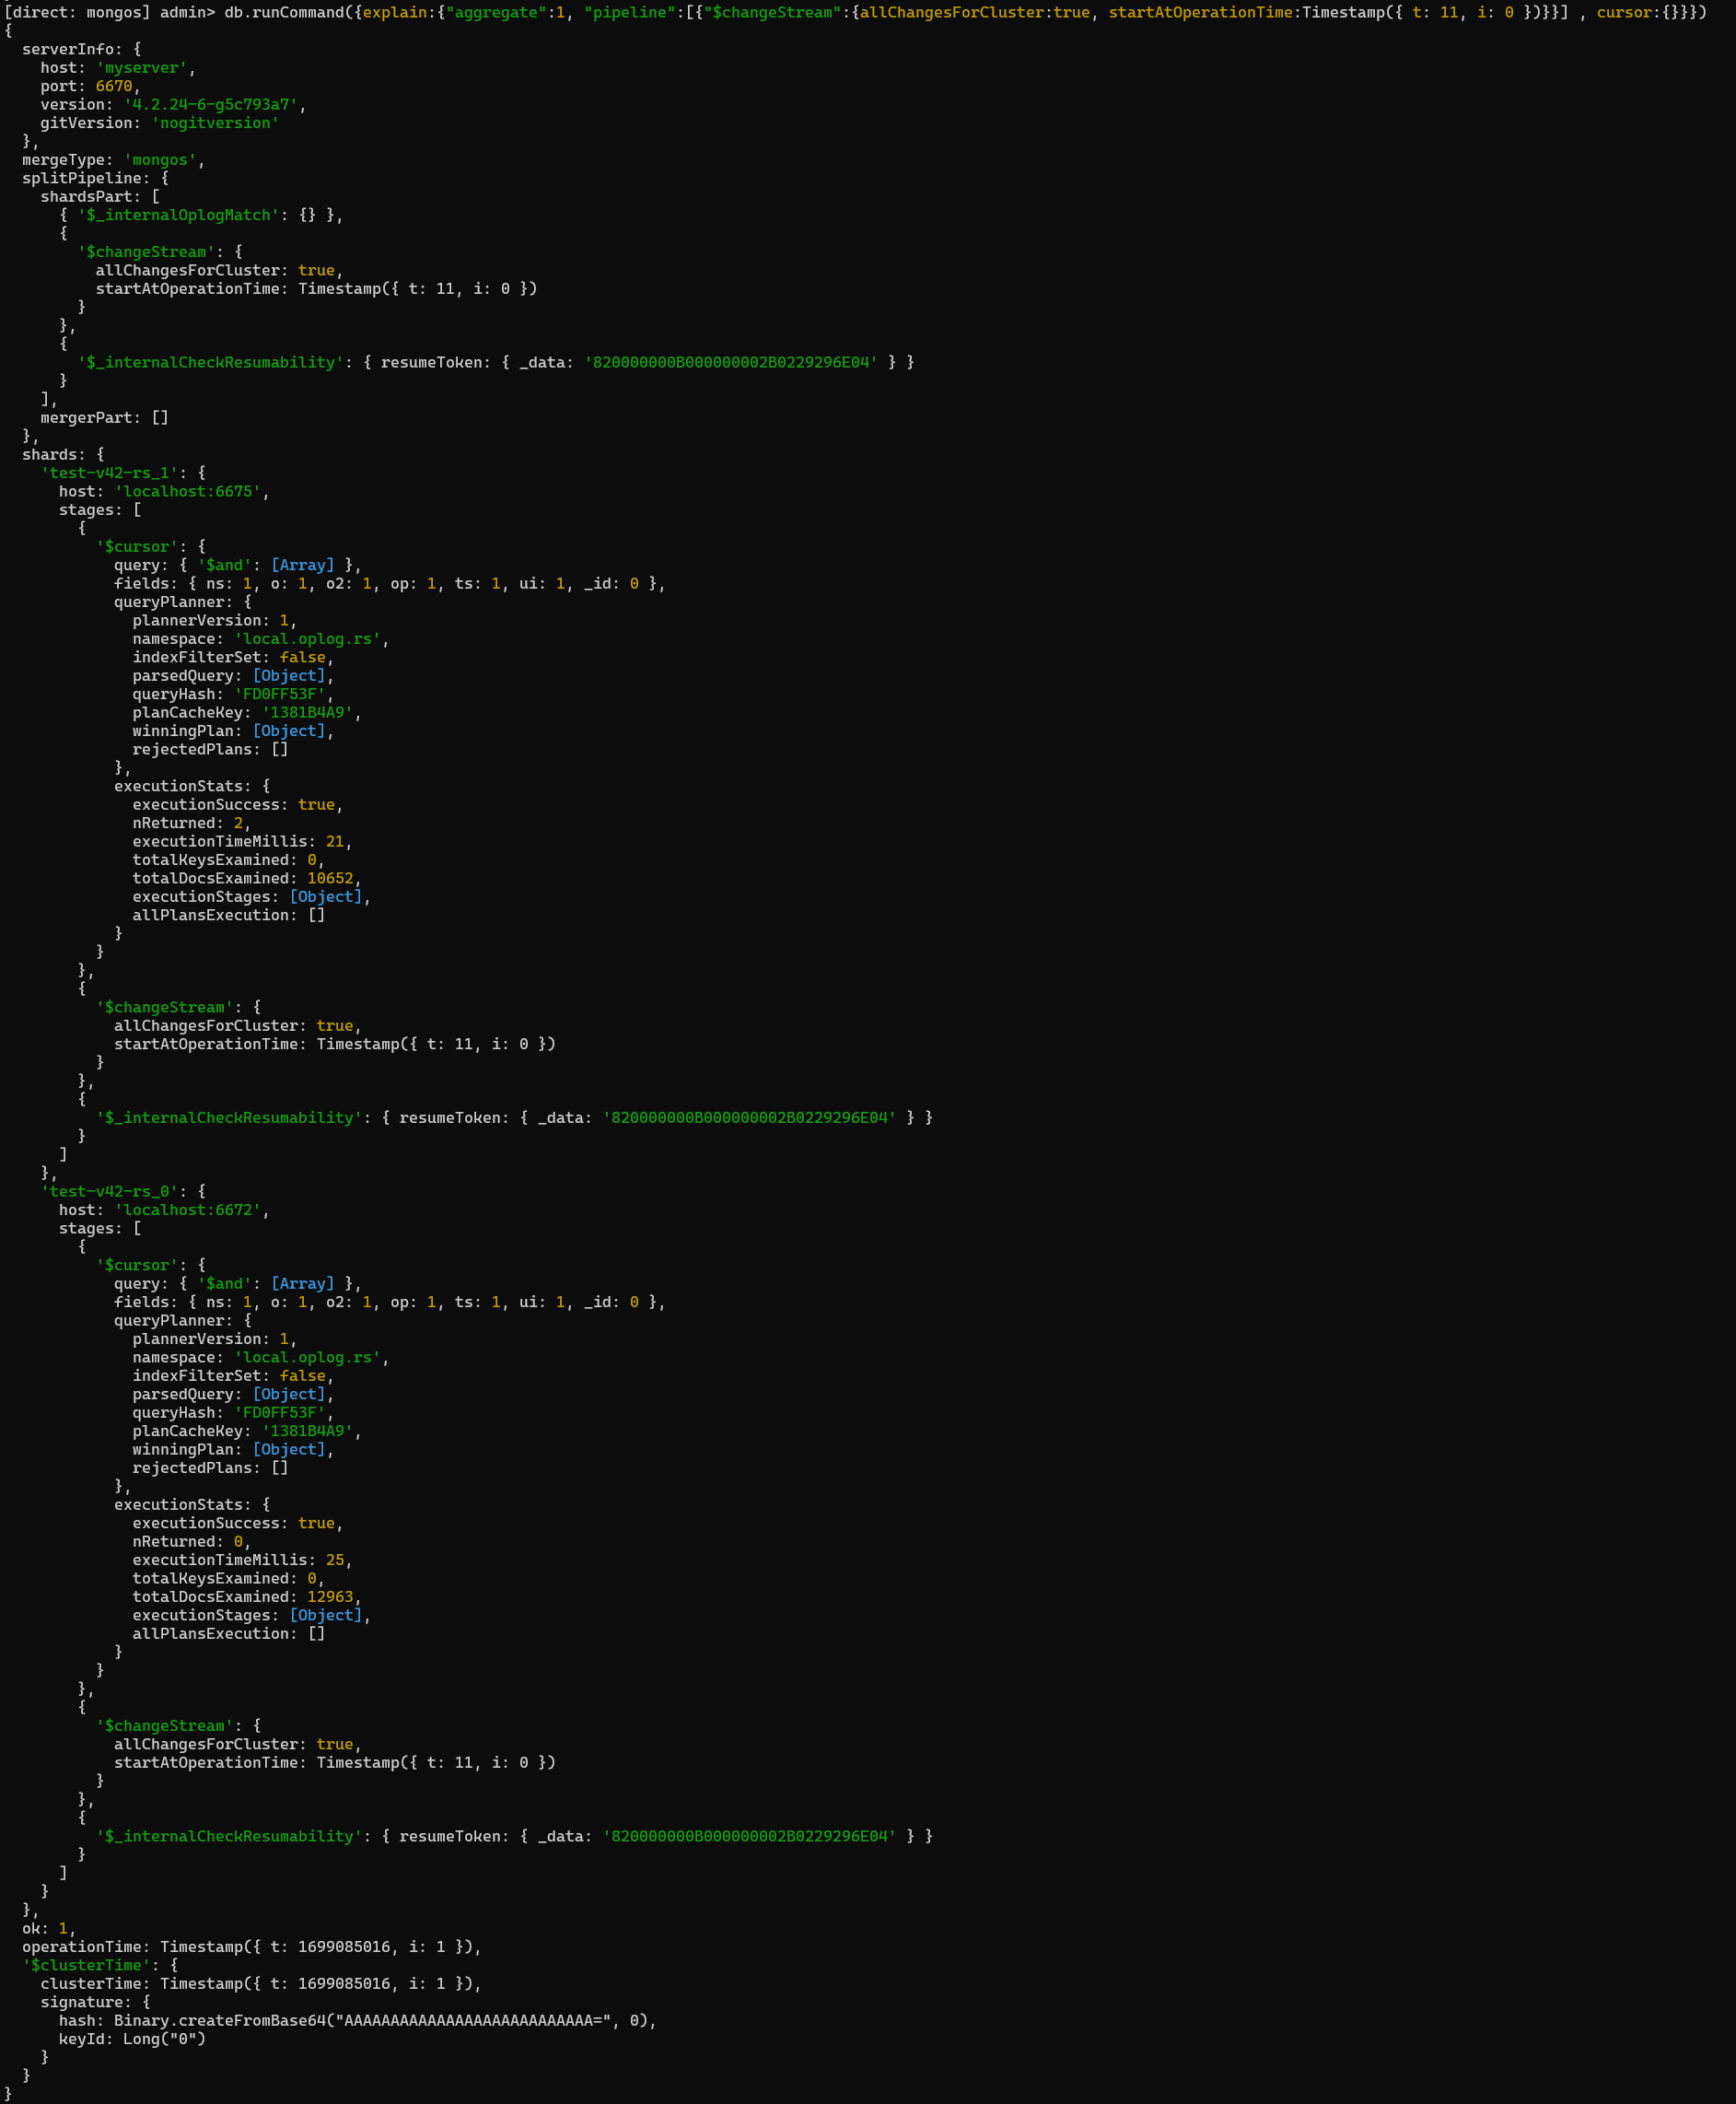 [direct: mongos] admin> db.runCommand({explain:{"aggregate":1, "pipeline":[{"$changeStream":{allChangesForCluster:true, startAtOperationTime:Timestamp({ t: 11, i: 0 })}}] , cursor:{}}})
{
  serverInfo: {
    host: 'myserver',
    port: 6670,
    version: '4.2.24-6-g5c793a7',
    gitVersion: 'nogitversion'
  },
  mergeType: 'mongos',
  splitPipeline: {
    shardsPart: [
      { '$_internalOplogMatch': {} },
      {
        '$changeStream': {
          allChangesForCluster: true,
          startAtOperationTime: Timestamp({ t: 11, i: 0 })
        }
      },
      {
        '$_internalCheckResumability': { resumeToken: { _data: '820000000B000000002B0229296E04' } }
      }
    ],
    mergerPart: []
  },
  shards: {
    'test-v42-rs_1': {
      host: 'localhost:6675',
      stages: [
        {
          '$cursor': {
            query: { '$and': [Array] },
            fields: { ns: 1, o: 1, o2: 1, op: 1, ts: 1, ui: 1, _id: 0 },
            queryPlanner: {
              plannerVersion: 1,
              namespace: 'local.oplog.rs',
              indexFilterSet: false,
              parsedQuery: [Object],
              queryHash: 'FD0FF53F',
              planCacheKey: '1381B4A9',
              winningPlan: [Object],
              rejectedPlans: []
            },
            executionStats: {
              executionSuccess: true,
              nReturned: 2,
              executionTimeMillis: 21,
              totalKeysExamined: 0,
              totalDocsExamined: 10652,
              executionStages: [Object],
              allPlansExecution: []
            }
          }
        },
        {
          '$changeStream': {
            allChangesForCluster: true,
            startAtOperationTime: Timestamp({ t: 11, i: 0 })
          }
        },
        {
          '$_internalCheckResumability': { resumeToken: { _data: '820000000B000000002B0229296E04' } }
        }
      ]
    },
    'test-v42-rs_0': {
      host: 'localhost:6672',
      stages: [
        {
          '$cursor': {
            query: { '$and': [Array] },
            fields: { ns: 1, o: 1, o2: 1, op: 1, ts: 1, ui: 1, _id: 0 },
            queryPlanner: {
              plannerVersion: 1,
              namespace: 'local.oplog.rs',
              indexFilterSet: false,
              parsedQuery: [Object],
              queryHash: 'FD0FF53F',
              planCacheKey: '1381B4A9',
              winningPlan: [Object],
              rejectedPlans: []
            },
            executionStats: {
              executionSuccess: true,
              nReturned: 0,
              executionTimeMillis: 25,
              totalKeysExamined: 0,
              totalDocsExamined: 12963,
              executionStages: [Object],
              allPlansExecution: []
            }
          }
        },
        {
          '$changeStream': {
            allChangesForCluster: true,
            startAtOperationTime: Timestamp({ t: 11, i: 0 })
          }
        },
        {
          '$_internalCheckResumability': { resumeToken: { _data: '820000000B000000002B0229296E04' } }
        }
      ]
    }
  },
  ok: 1,
  operationTime: Timestamp({ t: 1699085016, i: 1 }),
  '$clusterTime': {
    clusterTime: Timestamp({ t: 1699085016, i: 1 }),
    signature: {
      hash: Binary.createFromBase64("AAAAAAAAAAAAAAAAAAAAAAAAAAA=", 0),
      keyId: Long("0")
    }
  }
}